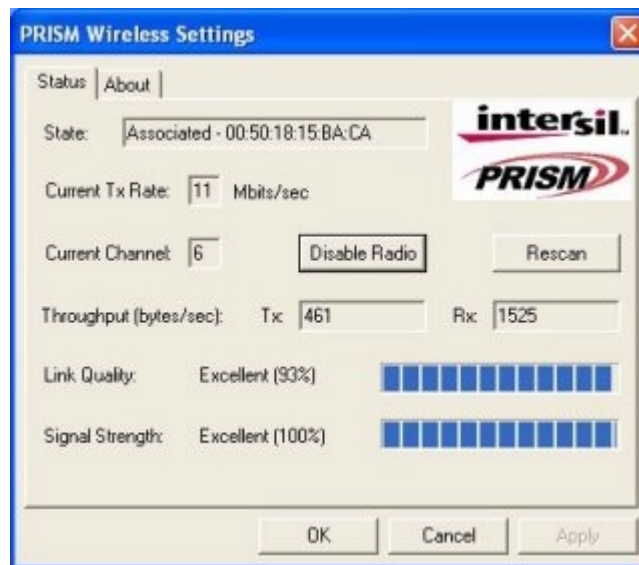 PRISM Wireless Settings
Status About
intersil.
PRISM
State: Associated - 00:50:18:15:BA:CA
Current Tx Rate: 11 Mbits/sec
Current Channel: 6 Disable Radio Rescan
Throughput (bytes/sec): Tx: 461 Rx: 1525
Link Quality: Excellent (93%)
Signal Strength: Excellent (100%)
OK Cancel Apply